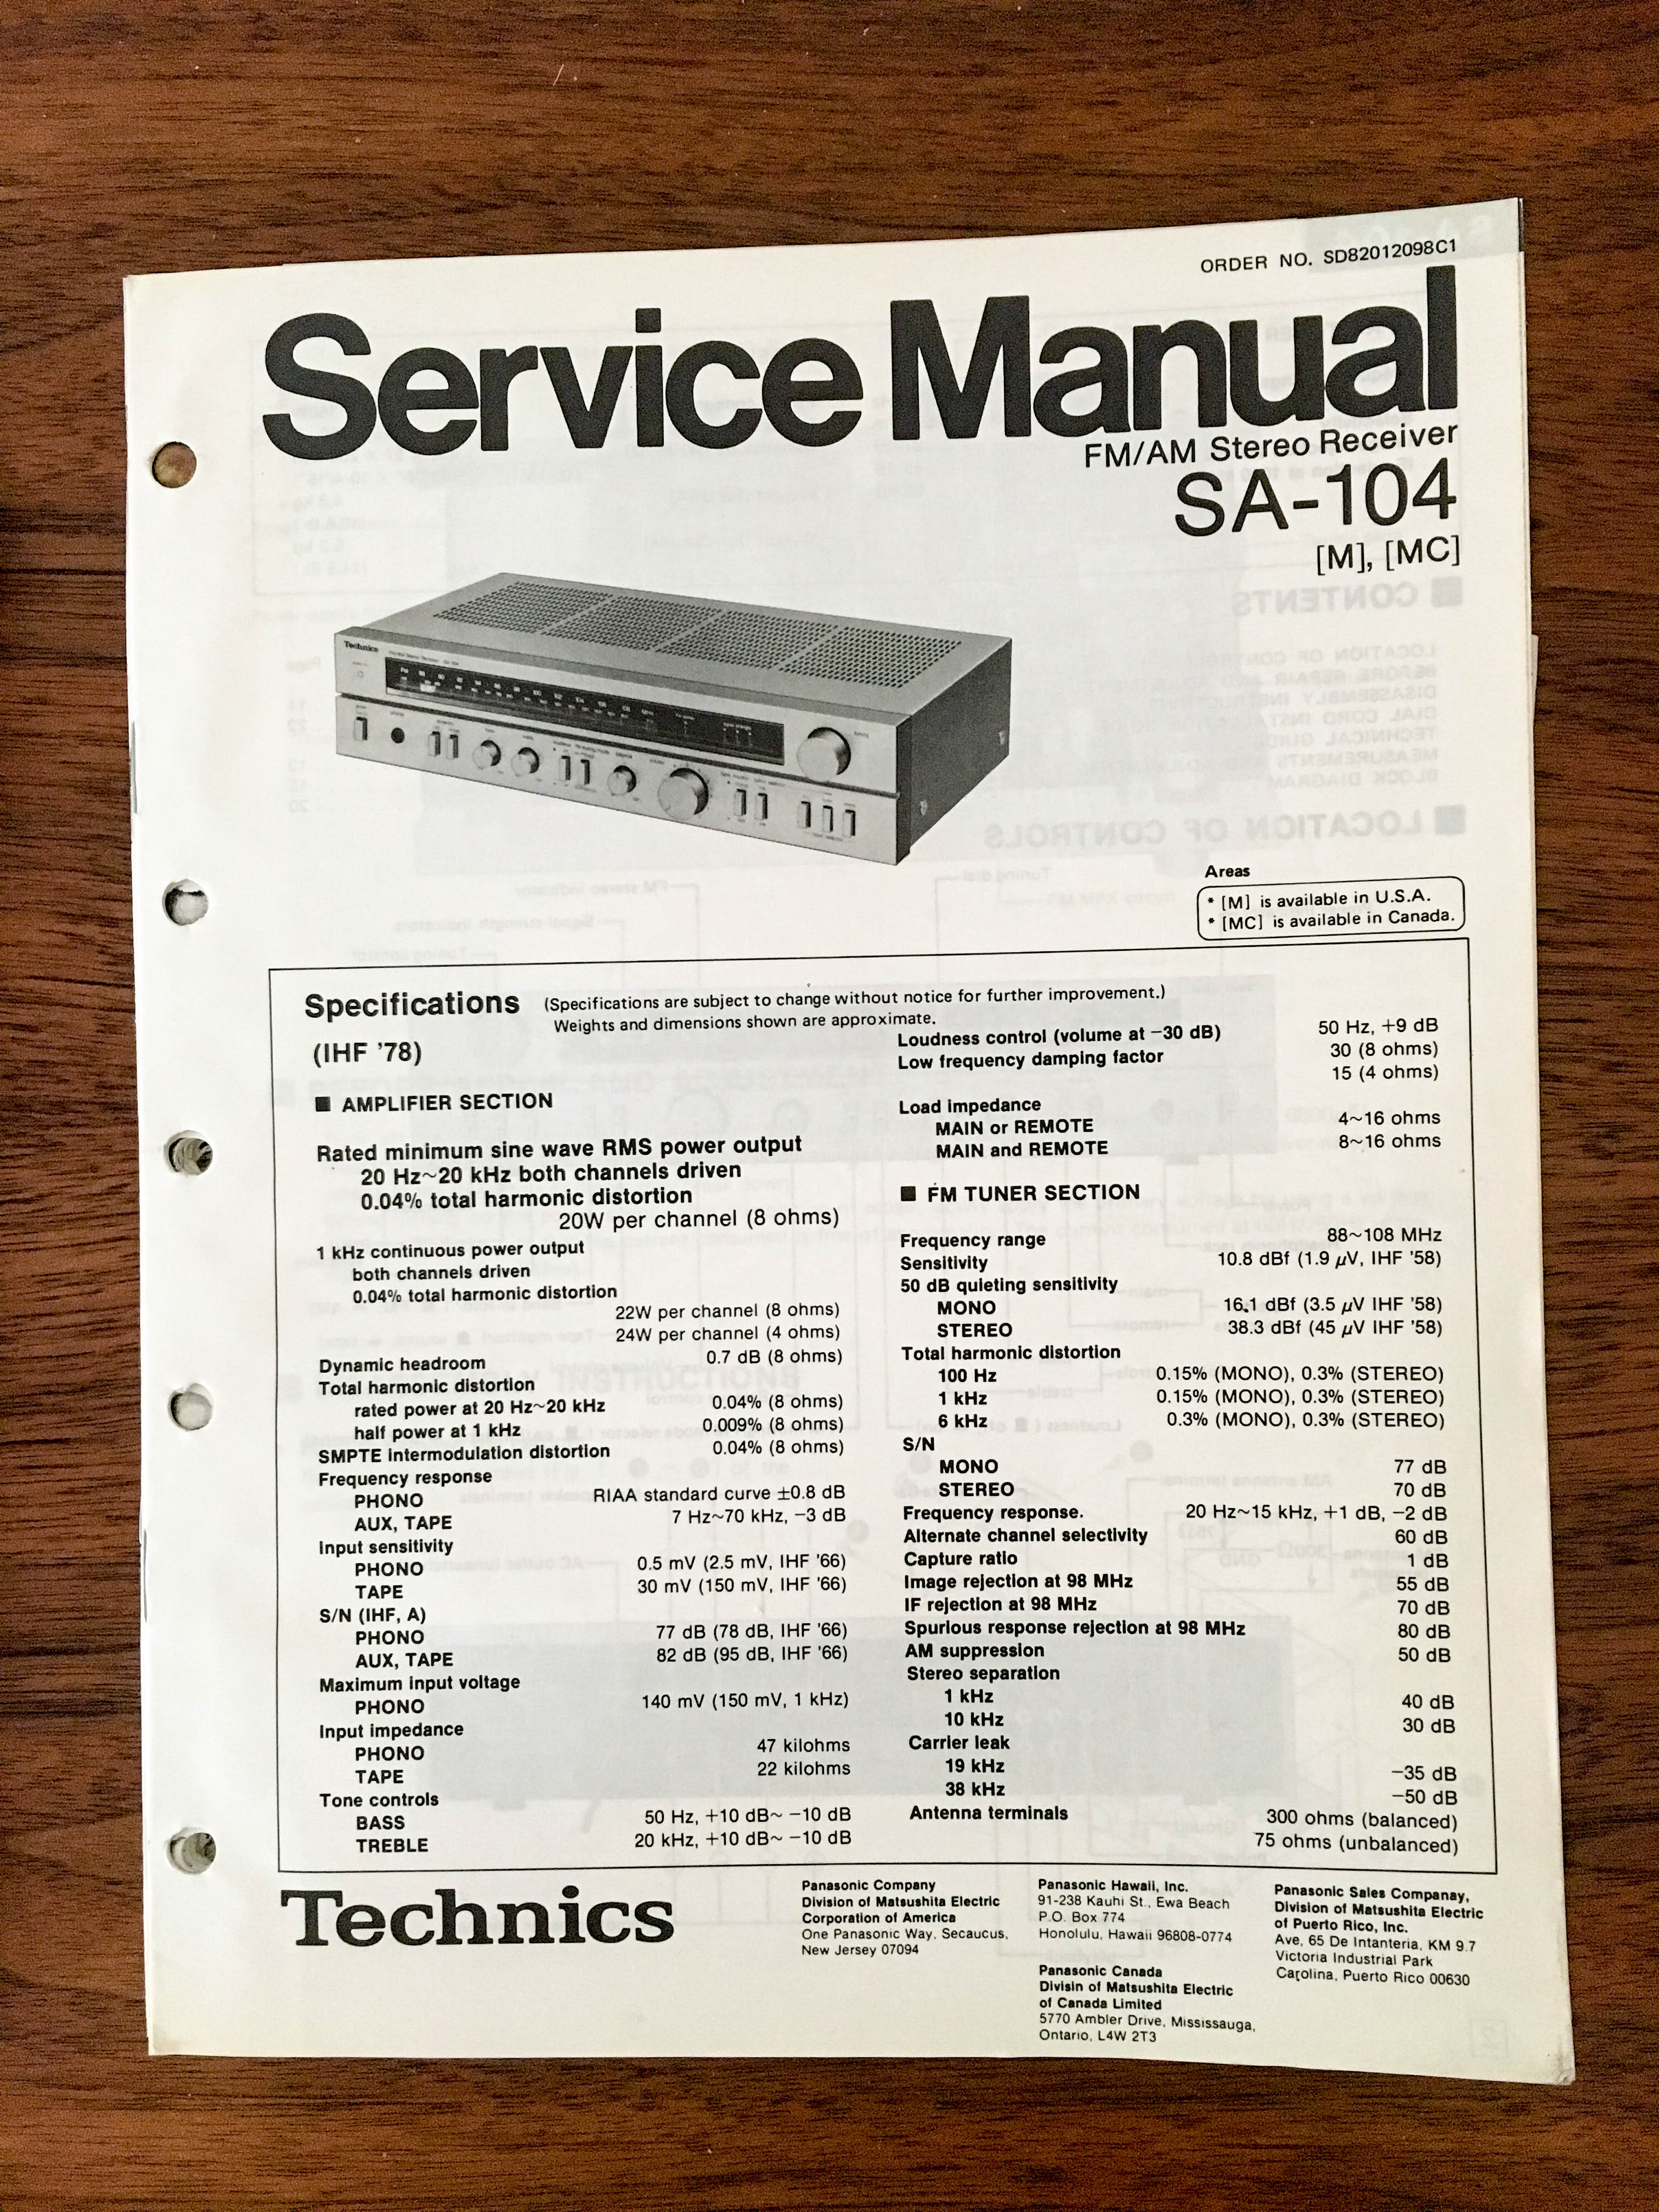 ORDER NO. SD82012098C1
Service Manual
FM/AM Stereo Receiver
SA-104
[M], [MC]
Technics
Areas
* [M] is available in U.S.A.
* [MC] is available in Canada.
Specifications (Specifications are subject to change without notice for further improvement.)
Weights and dimensions shown are approximate.
(IHF '78)
■ AMPLIFIER SECTION
Rated minimum sine wave RMS power output
20 Hz~20 kHz both channels driven
0.04% total harmonic distortion
20W per channel (8 ohms)
1 kHz continuous power output
both channels driven
0.04% total harmonic distortion
22W per channel (8 ohms)
24W per channel (4 ohms)
Dynamic headroom 0.7 dB (8 ohms)
Total harmonic distortion
rated power at 20 Hz~20 kHz 0.04% (8 ohms)
half power at 1 kHz 0.009% (8 ohms)
SMPTE intermodulation distortion 0.04% (8 ohms)
Frequency response
PHONO RIAA standard curve ±0.8 dB
AUX, TAPE 7 Hz~70 kHz, −3 dB
Input sensitivity
PHONO 0.5 mV (2.5 mV, IHF '66)
TAPE 30 mV (150 mV, IHF '66)
S/N (IHF, A)
PHONO 77 dB (78 dB, IHF '66)
AUX, TAPE 82 dB (95 dB, IHF '66)
Maximum input voltage
PHONO 140 mV (150 mV, 1 kHz)
Input impedance
PHONO 47 kilohms
TAPE 22 kilohms
Tone controls
BASS 50 Hz, +10 dB~ −10 dB
TREBLE 20 kHz, +10 dB~ −10 dB
Loudness control (volume at −30 dB) 50 Hz, +9 dB
Low frequency damping factor 30 (8 ohms)
15 (4 ohms)
Load impedance
MAIN or REMOTE 4~16 ohms
MAIN and REMOTE 8~16 ohms
■ FM TUNER SECTION
Frequency range 88~108 MHz
Sensitivity 10.8 dBf (1.9 µV, IHF '58)
50 dB quieting sensitivity
MONO 16.1 dBf (3.5 µV IHF '58)
STEREO 38.3 dBf (45 µV IHF '58)
Total harmonic distortion
100 Hz 0.15% (MONO), 0.3% (STEREO)
1 kHz 0.15% (MONO), 0.3% (STEREO)
6 kHz 0.3% (MONO), 0.3% (STEREO)
S/N
MONO 77 dB
STEREO 70 dB
Frequency response. 20 Hz~15 kHz, +1 dB, −2 dB
Alternate channel selectivity 60 dB
Capture ratio 1 dB
Image rejection at 98 MHz 55 dB
IF rejection at 98 MHz 70 dB
Spurious response rejection at 98 MHz 80 dB
AM suppression 50 dB
Stereo separation
1 kHz 40 dB
10 kHz 30 dB
Carrier leak
19 kHz −35 dB
38 kHz −50 dB
Antenna terminals 300 ohms (balanced)
75 ohms (unbalanced)
Technics
Panasonic Company
Division of Matsushita Electric
Corporation of America
One Panasonic Way, Secaucus,
New Jersey 07094
Panasonic Hawaii, Inc.
91-238 Kauhi St., Ewa Beach
P.O. Box 774
Honolulu, Hawaii 96808-0774
Panasonic Canada
Divisin of Matsushita Electric
of Canada Limited
5770 Ambler Drive, Mississauga,
Ontario, L4W 2T3
Panasonic Sales Companay,
Division of Matsushita Electric
of Puerto Rico, Inc.
Ave, 65 De Intanteria, KM 9.7
Victoria Industrial Park
Carolina, Puerto Rico 00630